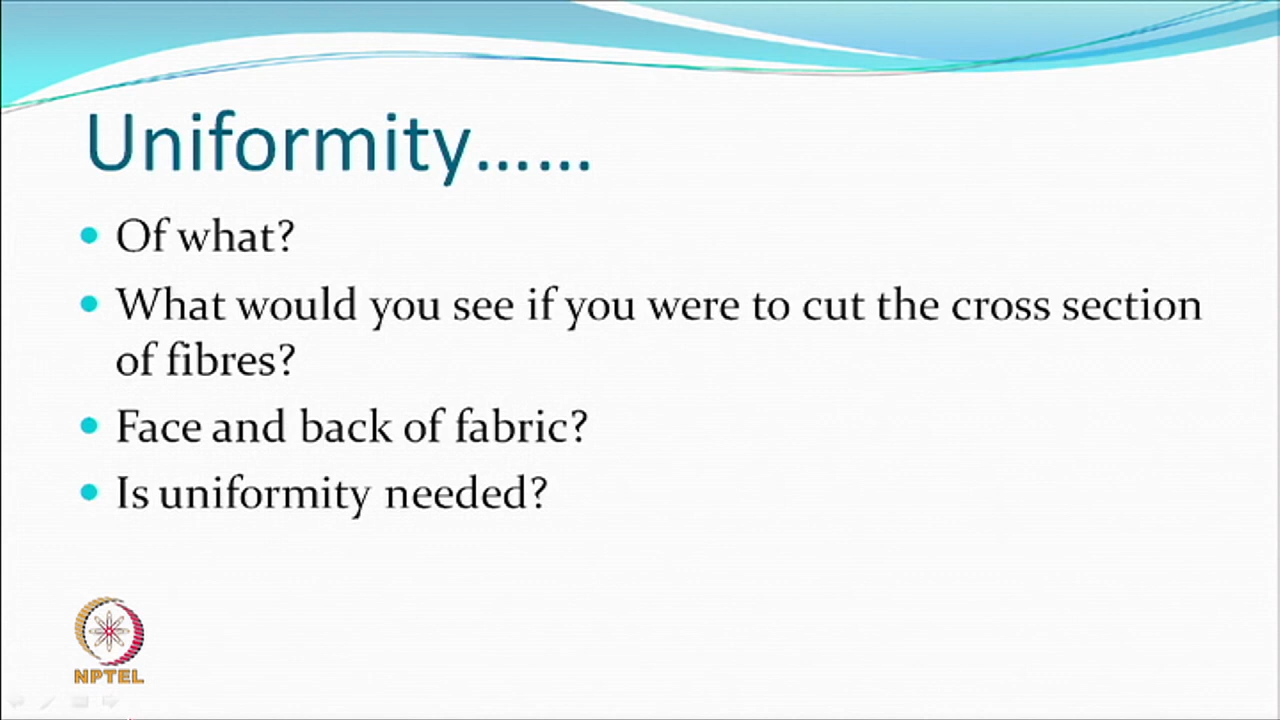 Uniformity......
Of what?
What would you see if you were to cut the cross section
of fibres?
Face and back of fabric?
Is uniformity needed?
NPTEL